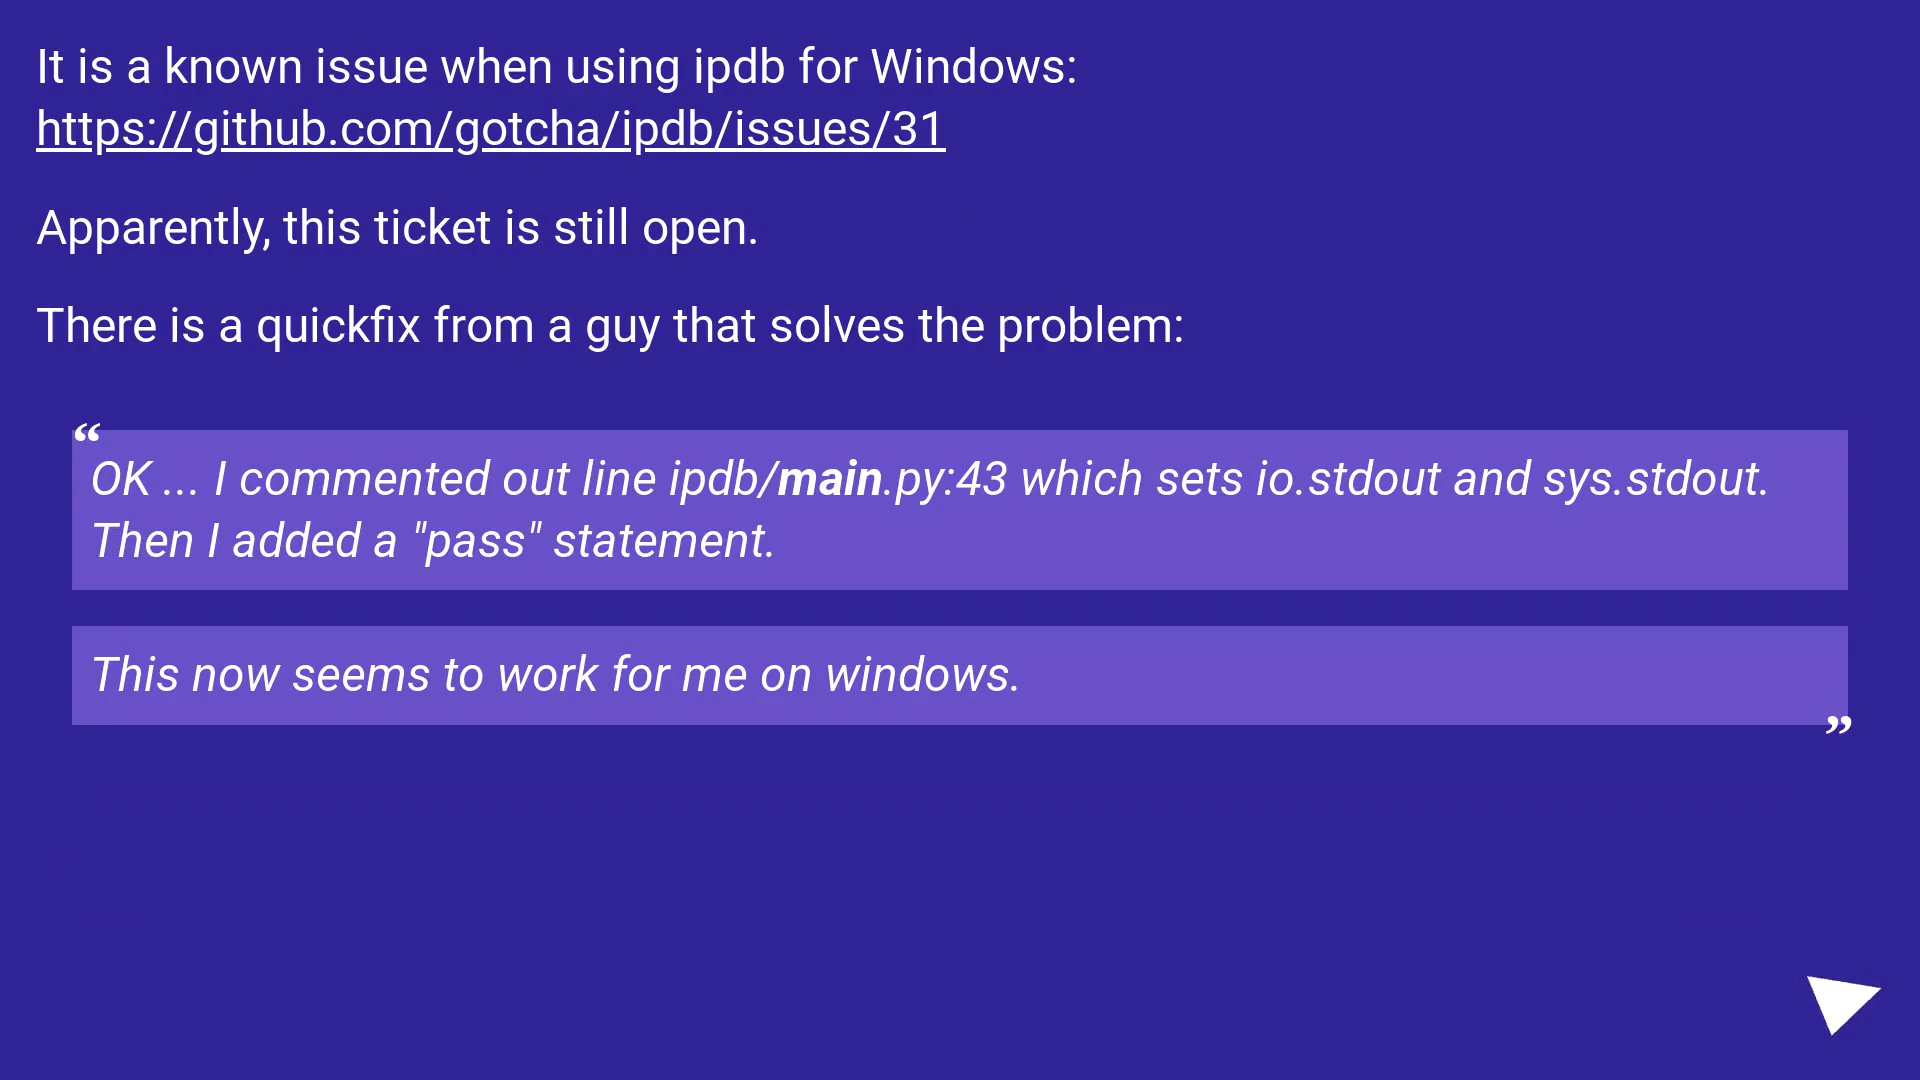 It is a known issue when using ipdb for Windows:
https://github.com/gotcha/ipdb/issues/31
Apparently, this ticket is still open.
There is a quickfix from a guy that solves the problem:
“
OK ... I commented out line ipdb/main.py:43 which sets io.stdout and sys.stdout.
Then I added a "pass" statement.
This now seems to work for me on windows.
”